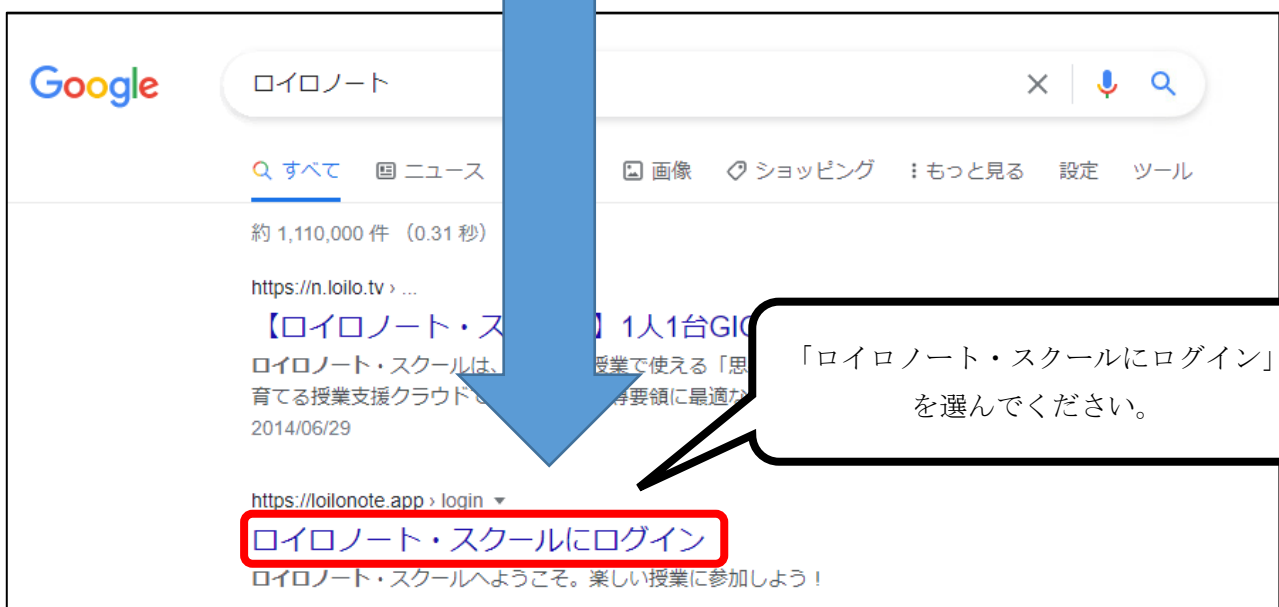 Google
ロイロノート
すべて ニュース 画像 ショッピング もっと見る 設定 ツール
約 1,110,000 件 （0.31 秒）
https://n.loilo.tv › ...
【ロイロノート・ス 】1人1台GIG
ロイロノート・スクールは、 授業で使える「思
育てる授業支援クラウドで 要領に最適な
2014/06/29
「ロイロノート・スクールにログイン」
を選んでください。
https://loilonote.app › login
ロイロノート・スクールにログイン
ロイロノート・スクールへようこそ。楽しい授業に参加しよう！